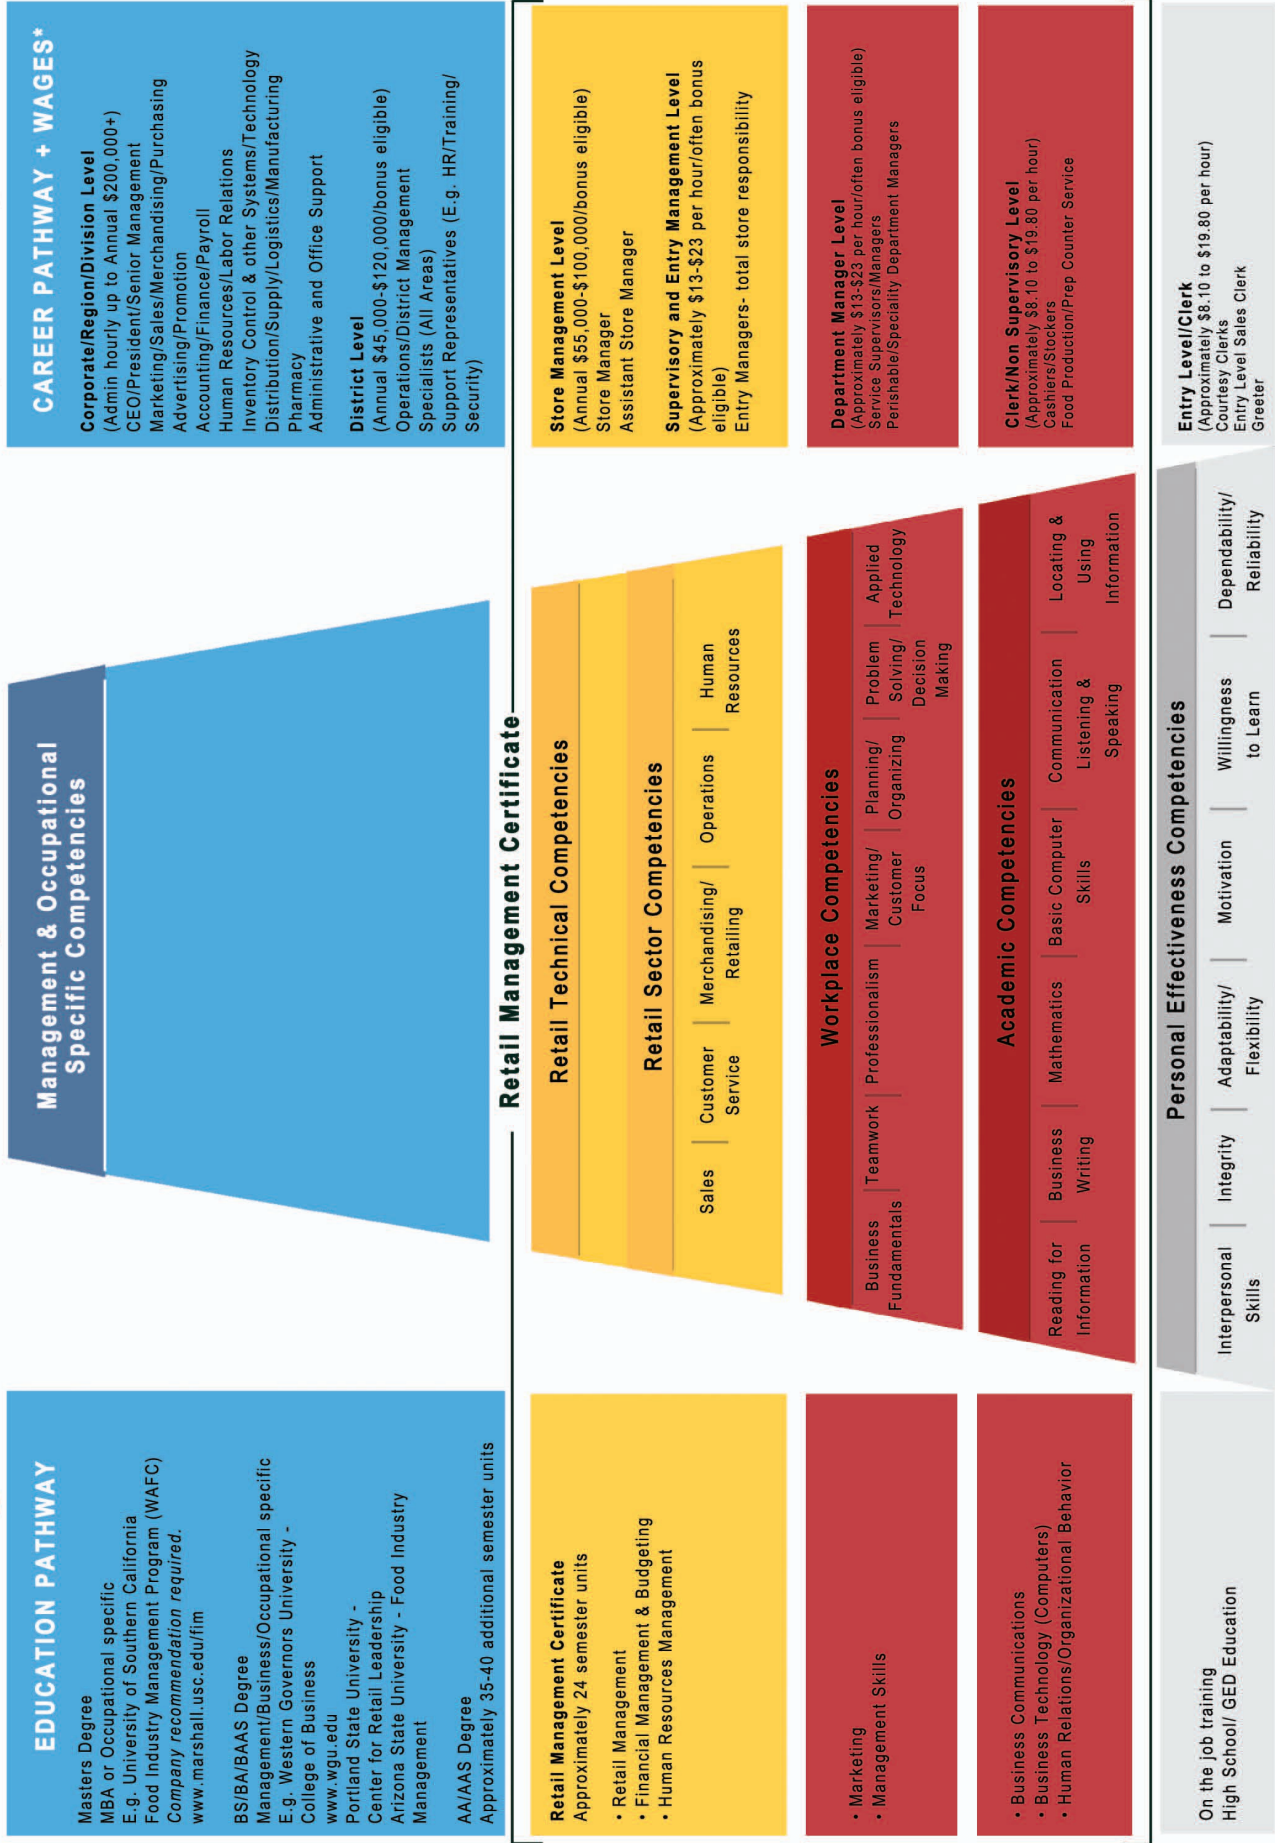 EDUCATION PATHWAY
Masters Degree
MBA or Occupational specific
E.g. University of Southern California
Food Industry Management Program (WAFC)
Company recommendation required.
www.marshall.usc.edu/fim
BS/BA/BAAS Degree
Management/Business/Occupational specific
E.g. Western Governors University -
College of Business
www.wgu.edu
Portland State University -
Center for Retail Leadership
Arizona State University - Food Industry
Management
AA/AAS Degree
Approximately 35-40 additional semester units
Management & Occupational
Specific Competencies
CAREER PATHWAY + WAGES*
Corporate/Region/Division Level
(Admin hourly up to Annual $200,000+)
CEO/President/Senior Management
Marketing/Sales/Merchandising/Purchasing
Advertising/Promotion
Accounting/Finance/Payroll
Human Resources/Labor Relations
Inventory Control & other Systems/Technology
Distribution/Supply/Logistics/Manufacturing
Pharmacy
Administrative and Office Support
District Level
(Annual $45,000-$120,000/bonus eligible)
Operations/District Management
Specialists (All Areas)
Support Representatives (E.g. HR/Training/
Security)
Retail Management Certificate
Retail Management Certificate
Approximately 24 semester units
• Retail Management
• Financial Management & Budgeting
• Human Resources Management
Retail Technical Competencies
Retail Sector Competencies
Sales
Customer
Service
Merchandising/
Retailing
Operations
Human
Resources
Store Management Level
(Annual $55,000-$100,000/bonus eligible)
Store Manager
Assistant Store Manager
Supervisory and Entry Management Level
(Approximately $13-$23 per hour/often bonus
eligible)
Entry Managers- total store responsibility
• Marketing
• Management Skills
Workplace Competencies
Business
Fundamentals
Teamwork
Professionalism
Marketing/
Customer
Focus
Planning/
Organizing
Problem
Solving/
Decision
Making
Applied
Technology
Department Manager Level
(Approximately $13-$23 per hour/often bonus eligible)
Service Supervisors/Managers
Perishable/Speciality Department Managers
• Business Communications
• Business Technology (Computers)
• Human Relations/Organizational Behavior
Academic Competencies
Reading for
Information
Business
Writing
Mathematics
Basic Computer
Skills
Communication
Listening &
Speaking
Locating &
Using
Information
Clerk/Non Supervisory Level
(Approximately $8.10 to $19.80 per hour)
Cashiers/Stockers
Food Production/Prep Counter Service
On the job training
High School/ GED Education
Personal Effectiveness Competencies
Interpersonal
Skills
Integrity
Adaptability/
Flexibility
Motivation
Willingness
to Learn
Dependability/
Reliability
Entry Level/Clerk
(Approximately $8.10 to $19.80 per hour)
Courtesy Clerks
Entry Level Sales Clerk
Greeter